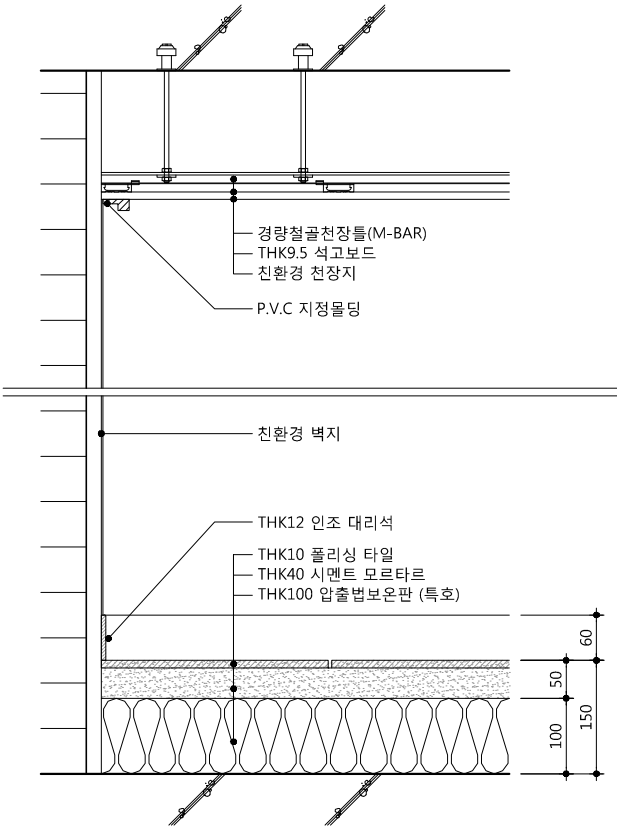 경량철골천장틀(M-BAR)
THK9.5 석고보드
친환경 천장지
P.V.C 지정몰딩
친환경 벽지
THK12 인조 대리석
THK10 폴리싱 타일
THK40 시멘트 모르타르
THK100 압출법보온판 (특호)
60
50
100
150